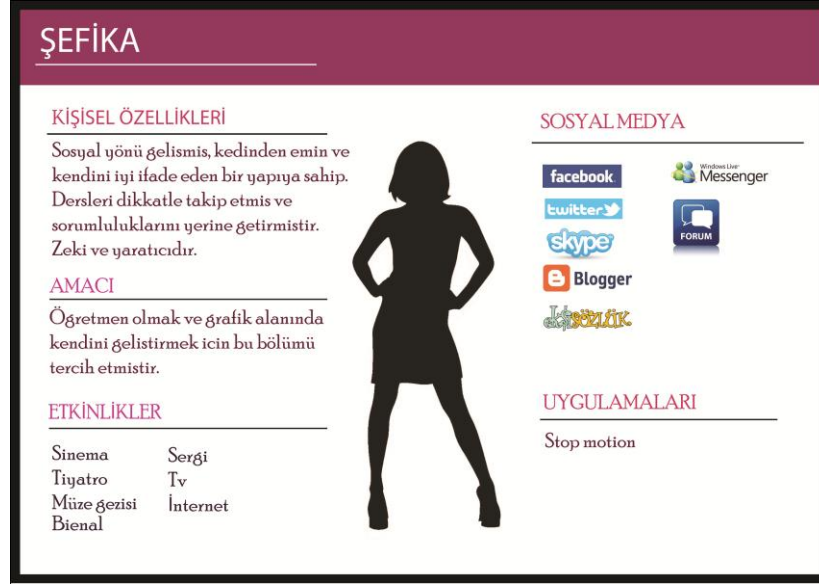 ŞEFİKA
KİŞİSEL ÖZELLİKLERİ
Sosyal yönü gelismis, kedinden emin ve
kendini iyi ifade eden bir yapıya sahip.
Dersleri dikkatle takip etmis ve
sorumluluklarını yerine getirmistir.
Zeki ve yaratıcıdır.
AMACI
Ögretmen olmak ve grafik alanında
kendini gelistirmek icin bu bölümü
tercih etmistir.
ETKİNLİKLER
Sinema
Tiyatro
Müze gezisi
Bienal
Sergi
Tv
İnternet
SOSYAL MEDYA
facebook
twitter
skype
Blogger
ekşi SÖZLÜK
Windows Live
Messenger
FORUM
UYGULAMALARI
Stop motion